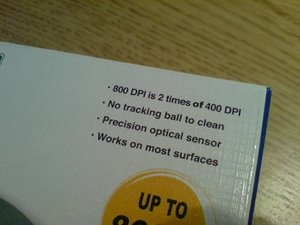 · 800 DPI is 2 times of 400 DPI
· No tracking ball to clean
· Precision optical sensor
· Works on most surfaces
UP TO